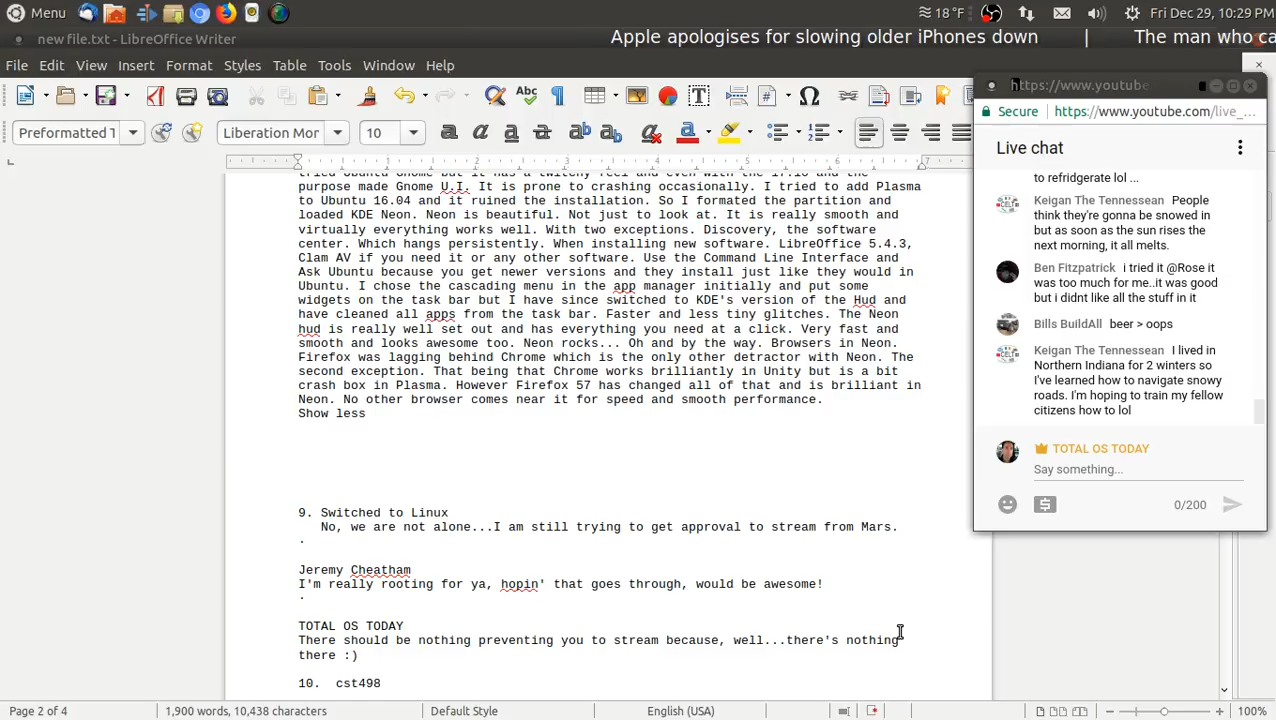 Menu
18 °F
Fri Dec 29, 10:29 PM
new file.txt - LibreOffice Writer
Apple apologises for slowing older iPhones down | The man who ca
File Edit View Insert Format Styles Table Tools Window Help
Preformatted T
Liberation Mor
10
1 2 3 4 5 6 7
purpose made Gnome U.I. It is prone to crashing occasionally. I tried to add Plasma
to Ubuntu 16.04 and it ruined the installation. So I formated the partition and
loaded KDE Neon. Neon is beautiful. Not just to look at. It is really smooth and
virtually everything works well. With two exceptions. Discovery, the software
center. Which hangs persistently. When installing new software. LibreOffice 5.4.3,
Clam AV if you need it or any other software. Use the Command Line Interface and
Ask Ubuntu because you get newer versions and they install just like they would in
Ubuntu. I chose the cascading menu in the app manager initially and put some
widgets on the task bar but I have since switched to KDE's version of the Hud and
have cleaned all apps from the task bar. Faster and less tiny glitches. The Neon
hud is really well set out and has everything you need at a click. Very fast and
smooth and looks awesome too. Neon rocks... Oh and by the way. Browsers in Neon.
Firefox was lagging behind Chrome which is the only other detractor with Neon. The
second exception. That being that Chrome works brilliantly in Unity but is a bit
crash box in Plasma. However Firefox 57 has changed all of that and is brilliant in
Neon. No other browser comes near it for speed and smooth performance.
Show less
9. Switched to Linux
No, we are not alone...I am still trying to get approval to stream from Mars.
.
Jeremy Cheatham
I'm really rooting for ya, hopin' that goes through, would be awesome!
.
TOTAL OS TODAY
There should be nothing preventing you to stream because, well...there's nothing
there :)
10. cst498
https://www.youtube.
Secure https://www.youtube.com/live_...
Live chat
to refridgerate lol ...
Keigan The Tennessean People
think they're gonna be snowed in
but as soon as the sun rises the
next morning, it all melts.
Ben Fitzpatrick i tried it @Rose it
was too much for me..it was good
but i didnt like all the stuff in it
Bills BuildAll beer > oops
Keigan The Tennessean I lived in
Northern Indiana for 2 winters so
I've learned how to navigate snowy
roads. I'm hoping to train my fellow
citizens how to lol
TOTAL OS TODAY
Say something...
0/200
Page 2 of 4
1,900 words, 10,438 characters
Default Style
English (USA)
100%